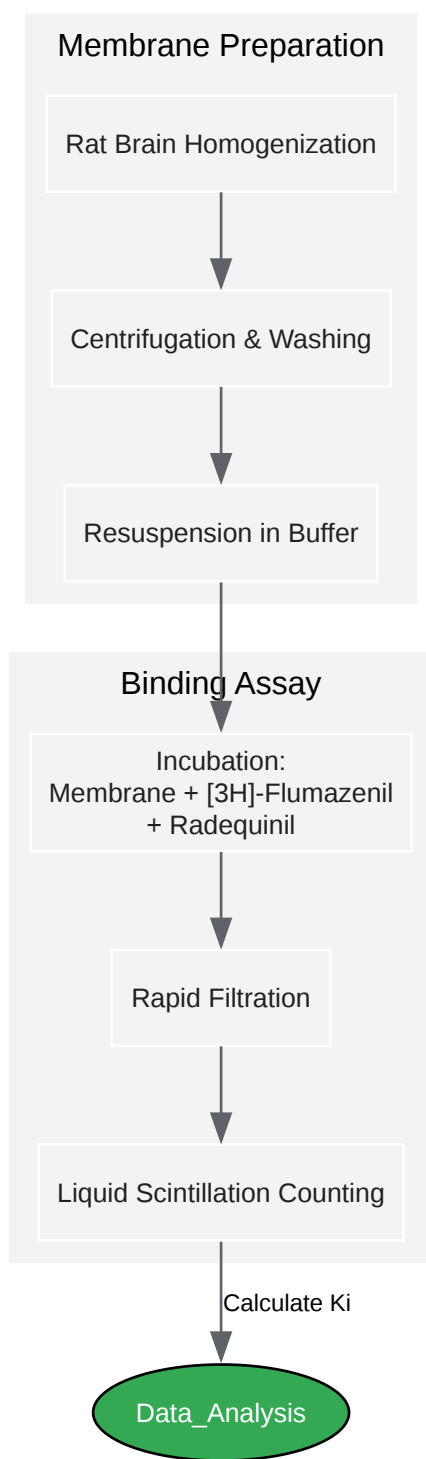 Membrane Preparation
Rat Brain Homogenization
Centrifugation & Washing
Resuspension in Buffer
Binding Assay
Incubation:
Membrane + [3H]-Flumazenil
+ Radequinil
Rapid Filtration
Liquid Scintillation Counting
Calculate Ki
Data_Analysis